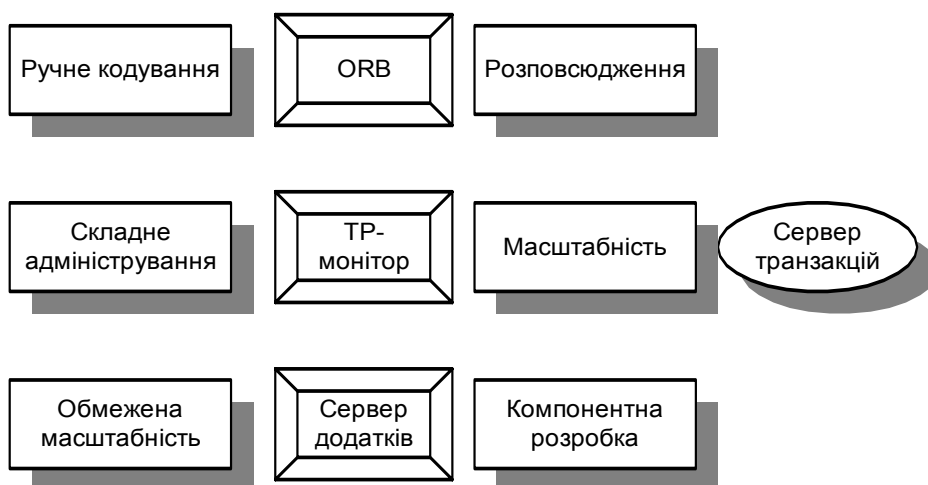 Ручне кодування
ORB
Розповсюдження
Складне
адміністрування
TP-
монітор
Масштабність
Сервер
транзакцій
Обмежена
масштабність
Сервер
додатків
Компонентна
розробка